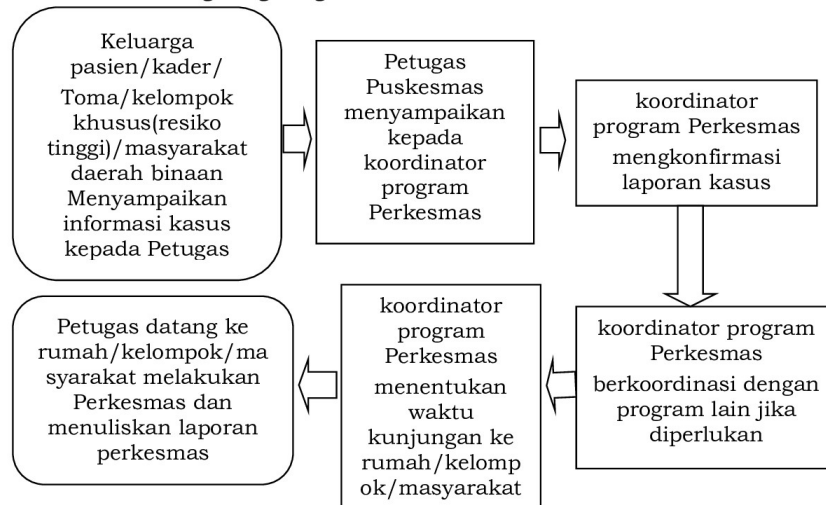 Keluarga
pasien/kader/
Toma/kelompok
khusus(resiko
tinggi)/masyarakat
daerah binaan
Menyampaikan
informasi kasus
kepada Petugas
Petugas
Puskesmas
menyampaikan
kepada
koordinator
program
Perkesmas
koordinator
program Perkesmas
mengkonfirmasi
laporan kasus
koordinator program
Perkesmas
berkoordinasi dengan
program lain jika
diperlukan
koordinator
program
Perkesmas
menentukan
waktu
kunjungan ke
rumah/kelomp
ok/masyarakat
Petugas datang ke
rumah/kelompok/ma
syarakat melakukan
Perkesmas dan
menuliskan laporan
perkesmas